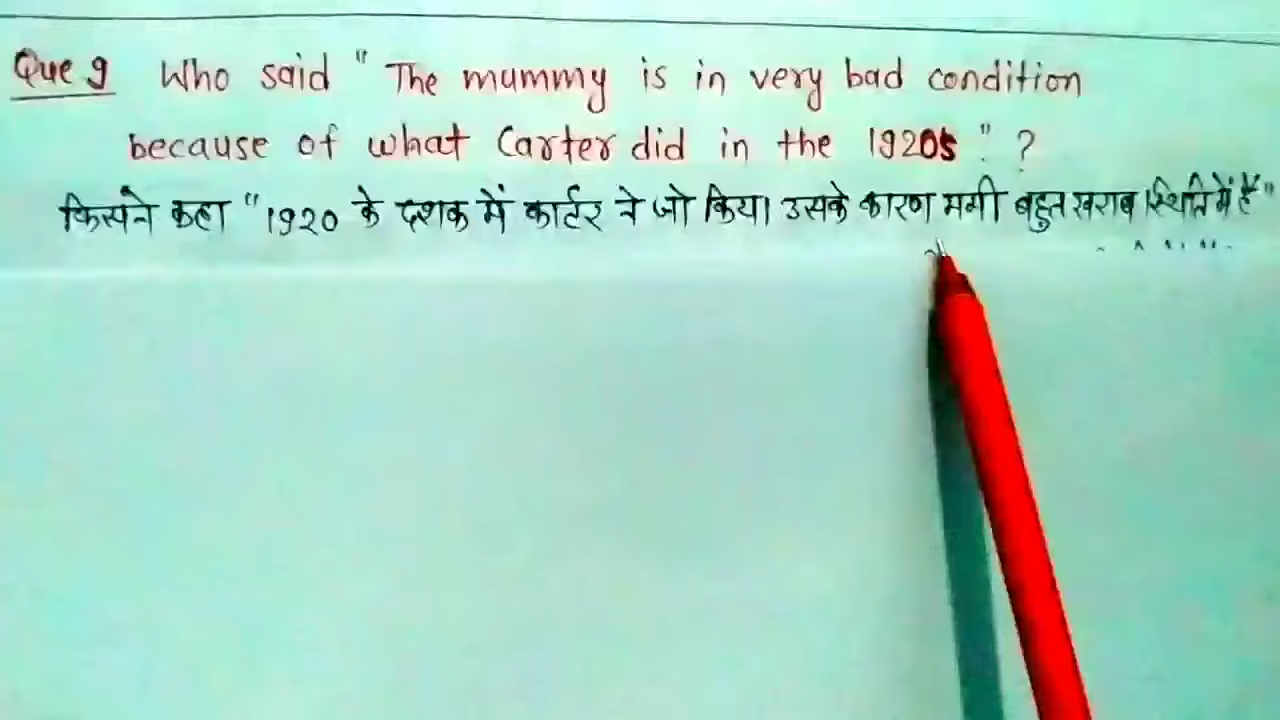 Que 9 Who said " The mummy is in very bad condition
because of what Carter did in the 1920s " ?
किसने कहा "1920 के दशक में कार्टर ने जो किया उसके कारण ममी बहुत खराब स्थिति में है"